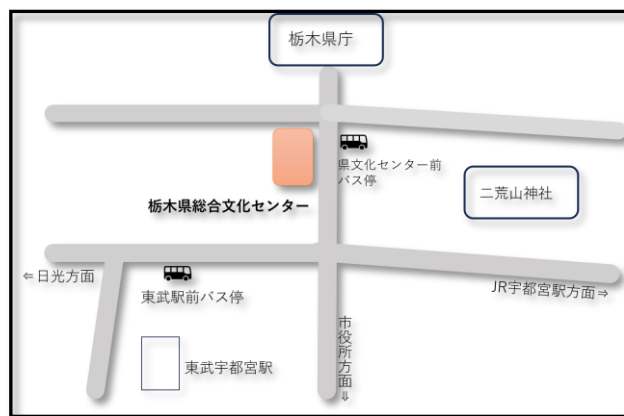 栃木県庁
県文化センター前
バス停
二荒山神社
栃木県総合文化センター
⇐日光方面
東武駅前バス停
JR宇都宮駅方面⇒
市役所方面⇓
東武宇都宮駅